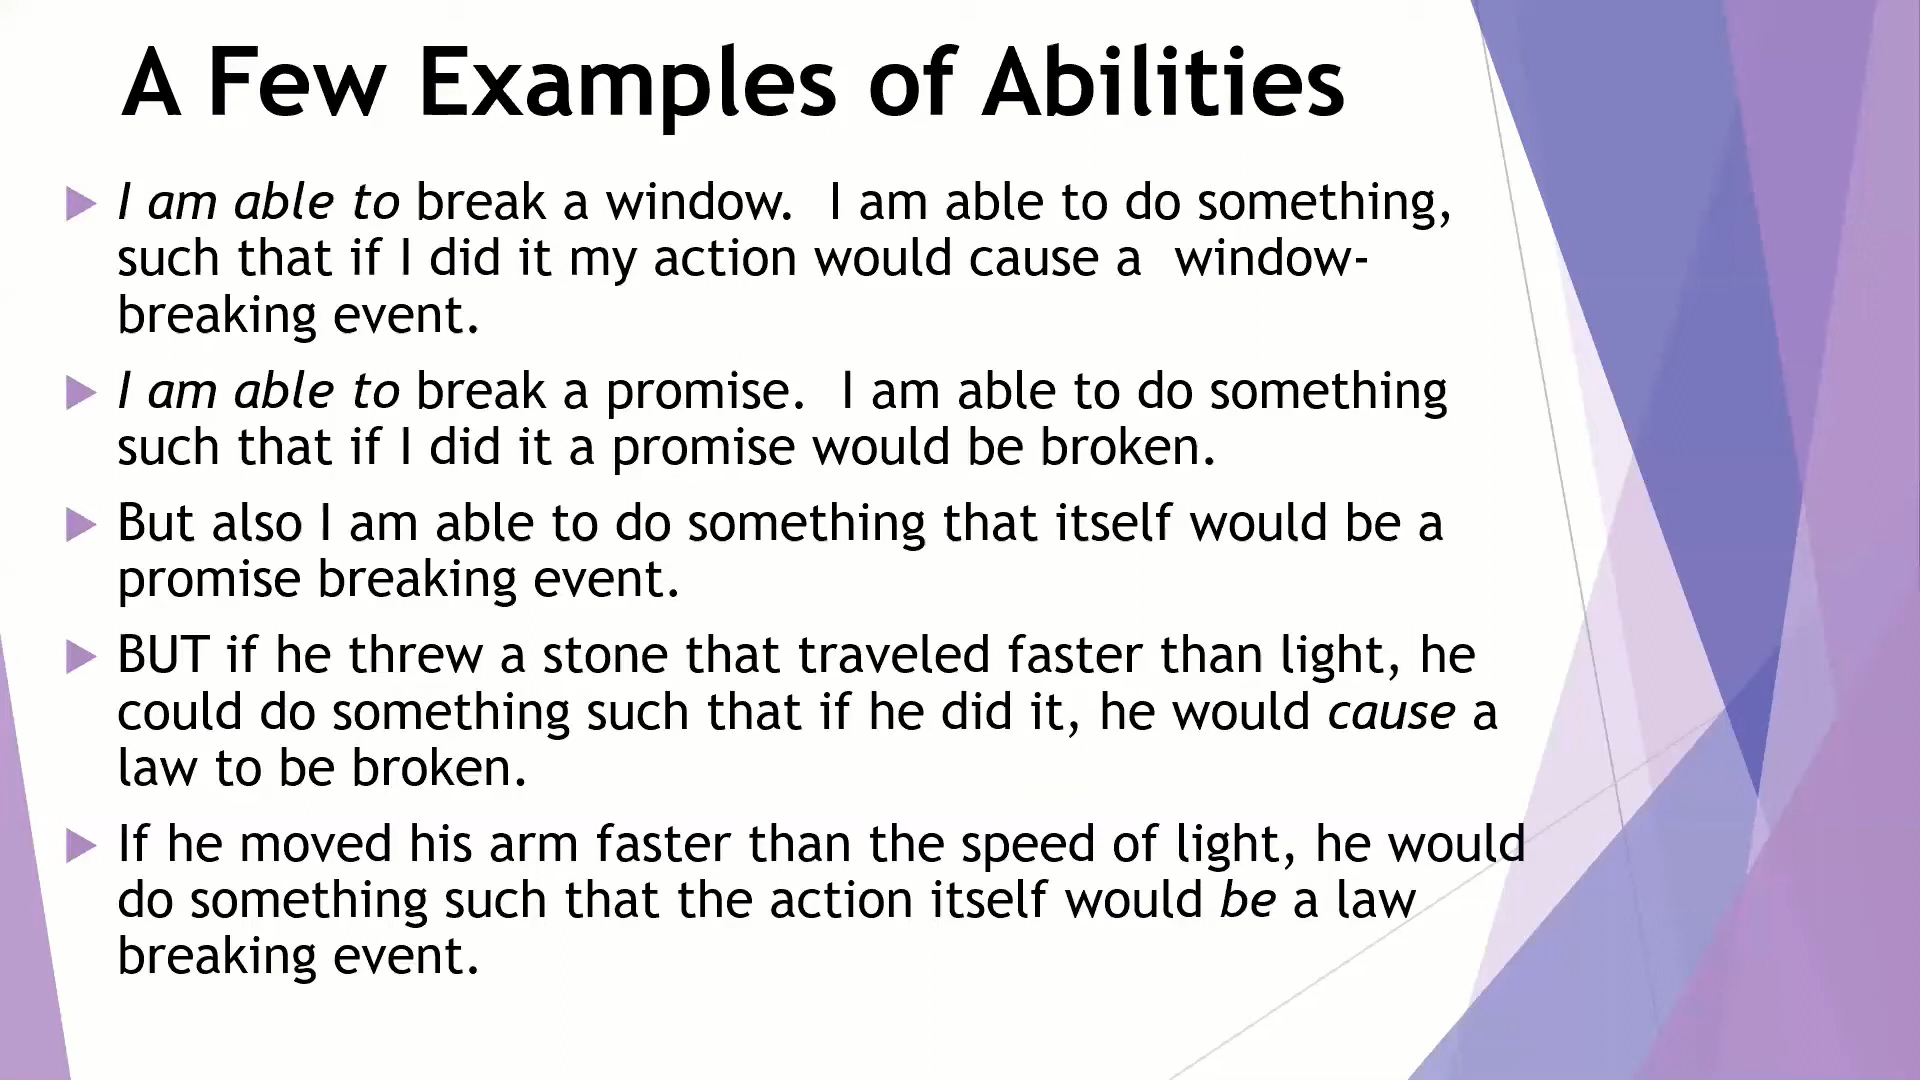 A Few Examples of Abilities
I am able to break a window.  I am able to do something,
such that if I did it my action would cause a  window-
breaking event.
I am able to break a promise.  I am able to do something
such that if I did it a promise would be broken.
But also I am able to do something that itself would be a
promise breaking event.
BUT if he threw a stone that traveled faster than light, he
could do something such that if he did it, he would cause a
law to be broken.
If he moved his arm faster than the speed of light, he would
do something such that the action itself would be a law
breaking event.